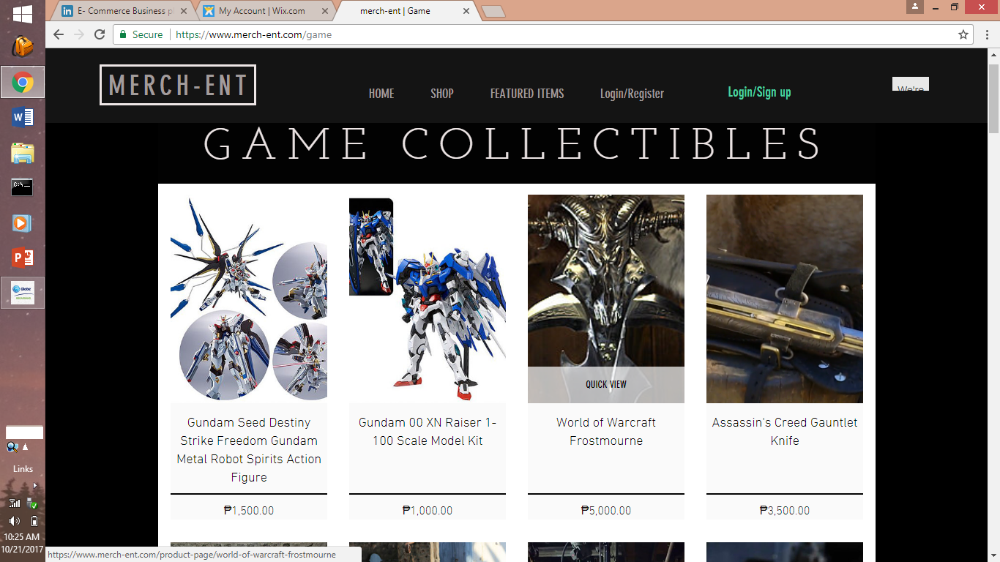 E- Commerce Business p
My Account | Wix.com
merch-ent | Game
Secure
https://www.merch-ent.com/game
MERCH-ENT
HOME
SHOP
FEATURED ITEMS
Login/Register
Login/Sign up
We're
GAME COLLECTIBLES
QUICK VIEW
Gundam Seed Destiny
Strike Freedom Gundam
Metal Robot Spirits Action
Figure
₱1,500.00
Gundam 00 XN Raiser 1-
100 Scale Model Kit
₱1,000.00
World of Warcraft
Frostmourne
₱5,000.00
Assassin's Creed Gauntlet
Knife
₱3,500.00
Globe
Links
10:25 AM
10/21/2017
https://www.merch-ent.com/product-page/world-of-warcraft-frostmourne